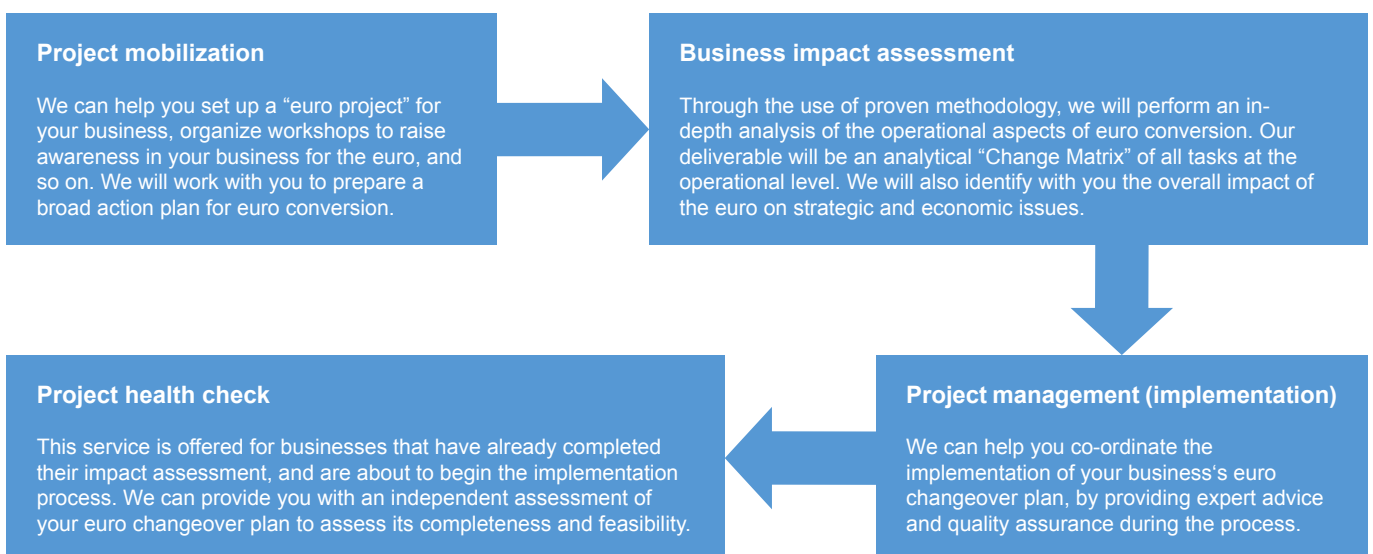 Project mobilization
We can help you set up a “euro project” for
your business, organize workshops to raise
awareness in your business for the euro, and
so on. We will work with you to prepare a
broad action plan for euro conversion.
Business impact assessment
Through the use of proven methodology, we will perform an in-
depth analysis of the operational aspects of euro conversion. Our
deliverable will be an analytical “Change Matrix” of all tasks at the
operational level. We will also identify with you the overall impact of
the euro on strategic and economic issues.
Project management (implementation)
We can help you co-ordinate the
implementation of your business‘s euro
changeover plan, by providing expert advice
and quality assurance during the process.
Project health check
This service is offered for businesses that have already completed
their impact assessment, and are about to begin the implementation
process. We can provide you with an independent assessment of
your euro changeover plan to assess its completeness and feasibility.